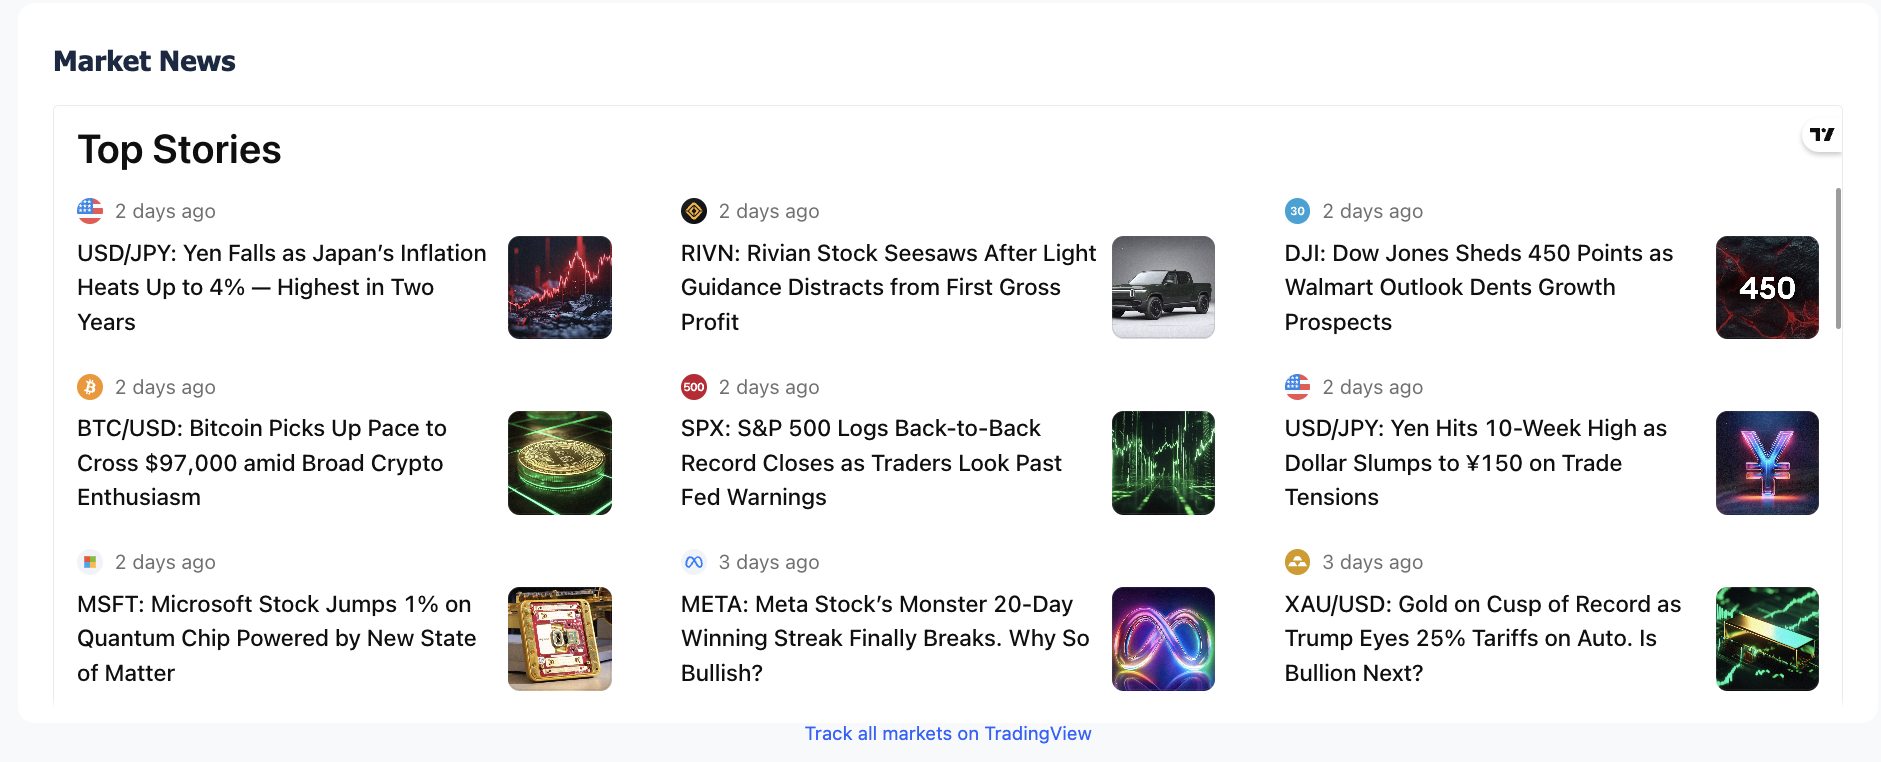 Market News
Top Stories
2 days ago
USD/JPY: Yen Falls as Japan’s Inflation
Heats Up to 4% — Highest in Two
Years
2 days ago
RIVN: Rivian Stock Seesaws After Light
Guidance Distracts from First Gross
Profit
30
2 days ago
DJI: Dow Jones Sheds 450 Points as
Walmart Outlook Dents Growth
Prospects
450
2 days ago
BTC/USD: Bitcoin Picks Up Pace to
Cross $97,000 amid Broad Crypto
Enthusiasm
500
2 days ago
SPX: S&P 500 Logs Back-to-Back
Record Closes as Traders Look Past
Fed Warnings
2 days ago
USD/JPY: Yen Hits 10-Week High as
Dollar Slumps to ¥150 on Trade
Tensions
2 days ago
MSFT: Microsoft Stock Jumps 1% on
Quantum Chip Powered by New State
of Matter
3 days ago
META: Meta Stock’s Monster 20-Day
Winning Streak Finally Breaks. Why So
Bullish?
3 days ago
XAU/USD: Gold on Cusp of Record as
Trump Eyes 25% Tariffs on Auto. Is
Bullion Next?
Track all markets on TradingView